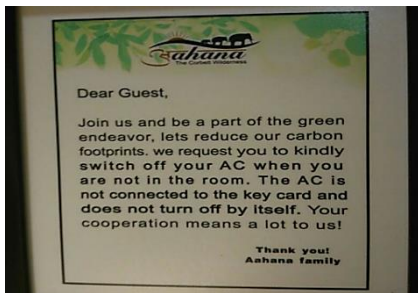 Aahana
The Corbett Wilderness
Dear Guest,
Join us and be a part of the green
endeavor, lets reduce our carbon
footprints. we request you to kindly
switch off your AC when you
are not in the room. The AC is
not connected to the key card and
does not turn off by itself. Your
cooperation means a lot to us!
Thank you!
Aahana family